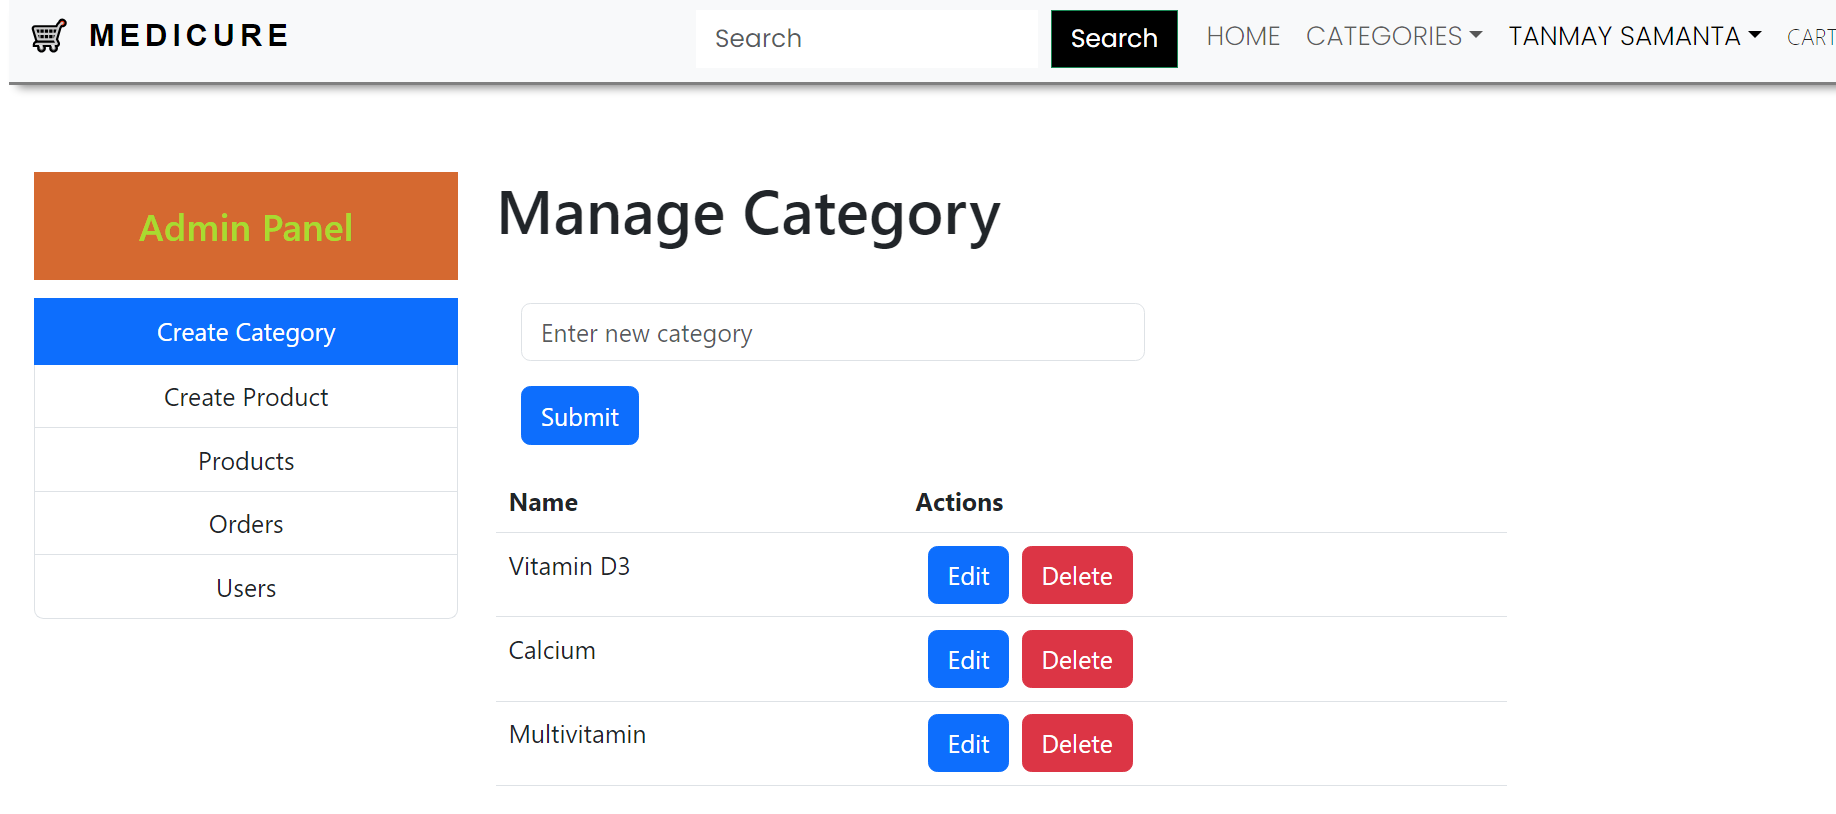 MEDICURE
Search
Search
HOME
CATEGORIES
TANMAY SAMANTA
CART
Admin Panel
Create Category
Create Product
Products
Orders
Users
Manage Category
Enter new category
Submit
Name Actions
Vitamin D3 Edit Delete
Calcium Edit Delete
Multivitamin Edit Delete